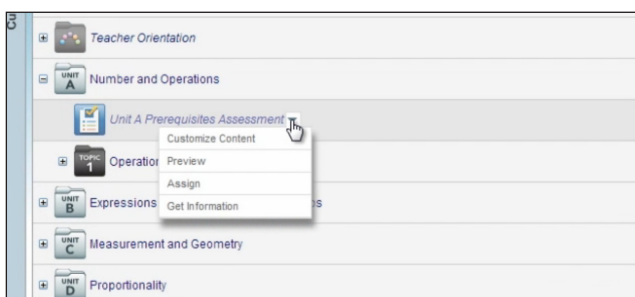 Cu
Teacher Orientation
UNIT A Number and Operations
Unit A Prerequisites Assessment
Customize Content
TOPIC 1 Operation
Preview
Assign
UNIT B Expressions
Get Information
UNIT C Measurement and Geometry
UNIT D Proportionality